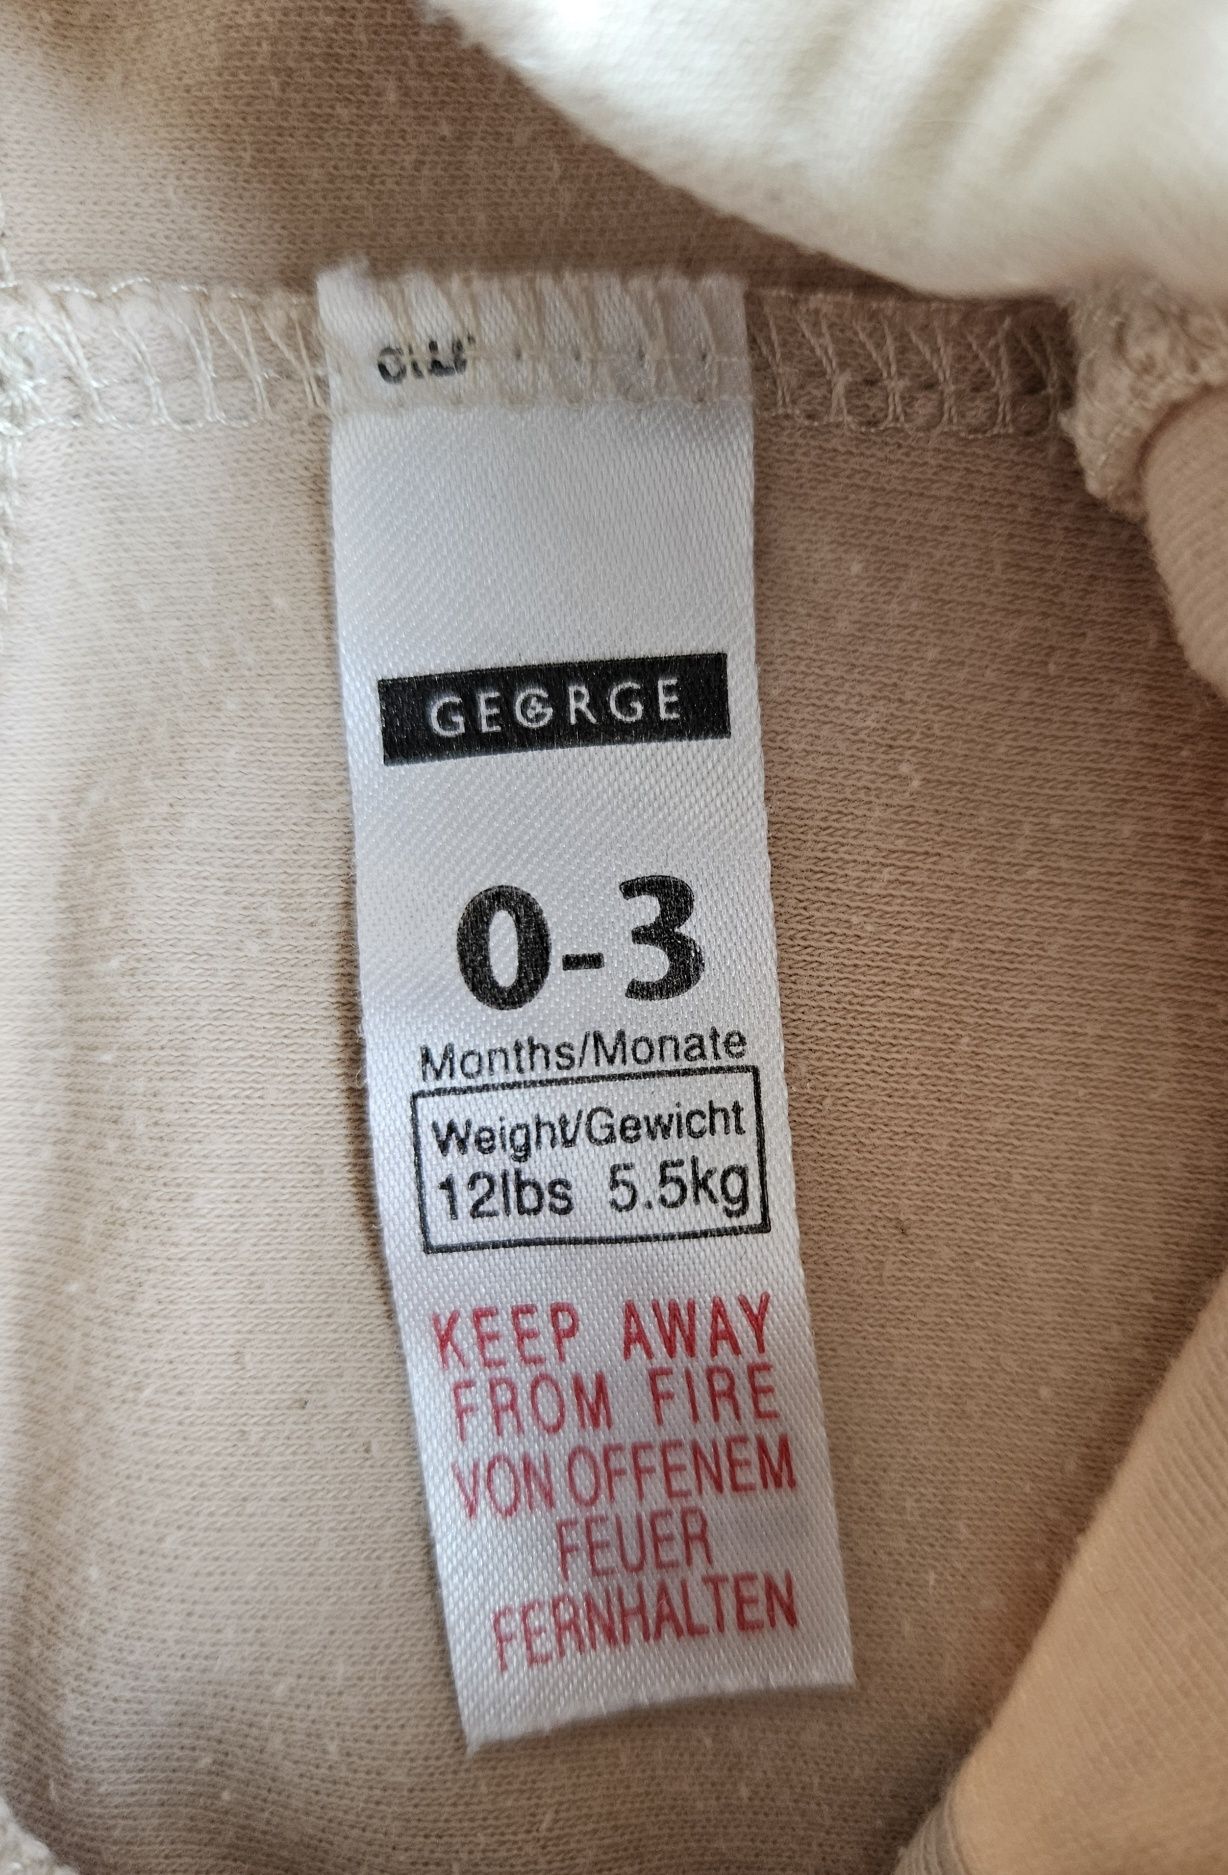 GEORGE
0-3
Months/Monate
Weight/Gewicht
12lbs 5.5kg
KEEP AWAY
FROM FIRE
VON OFFENEM
FEUER
FERNHALTEN